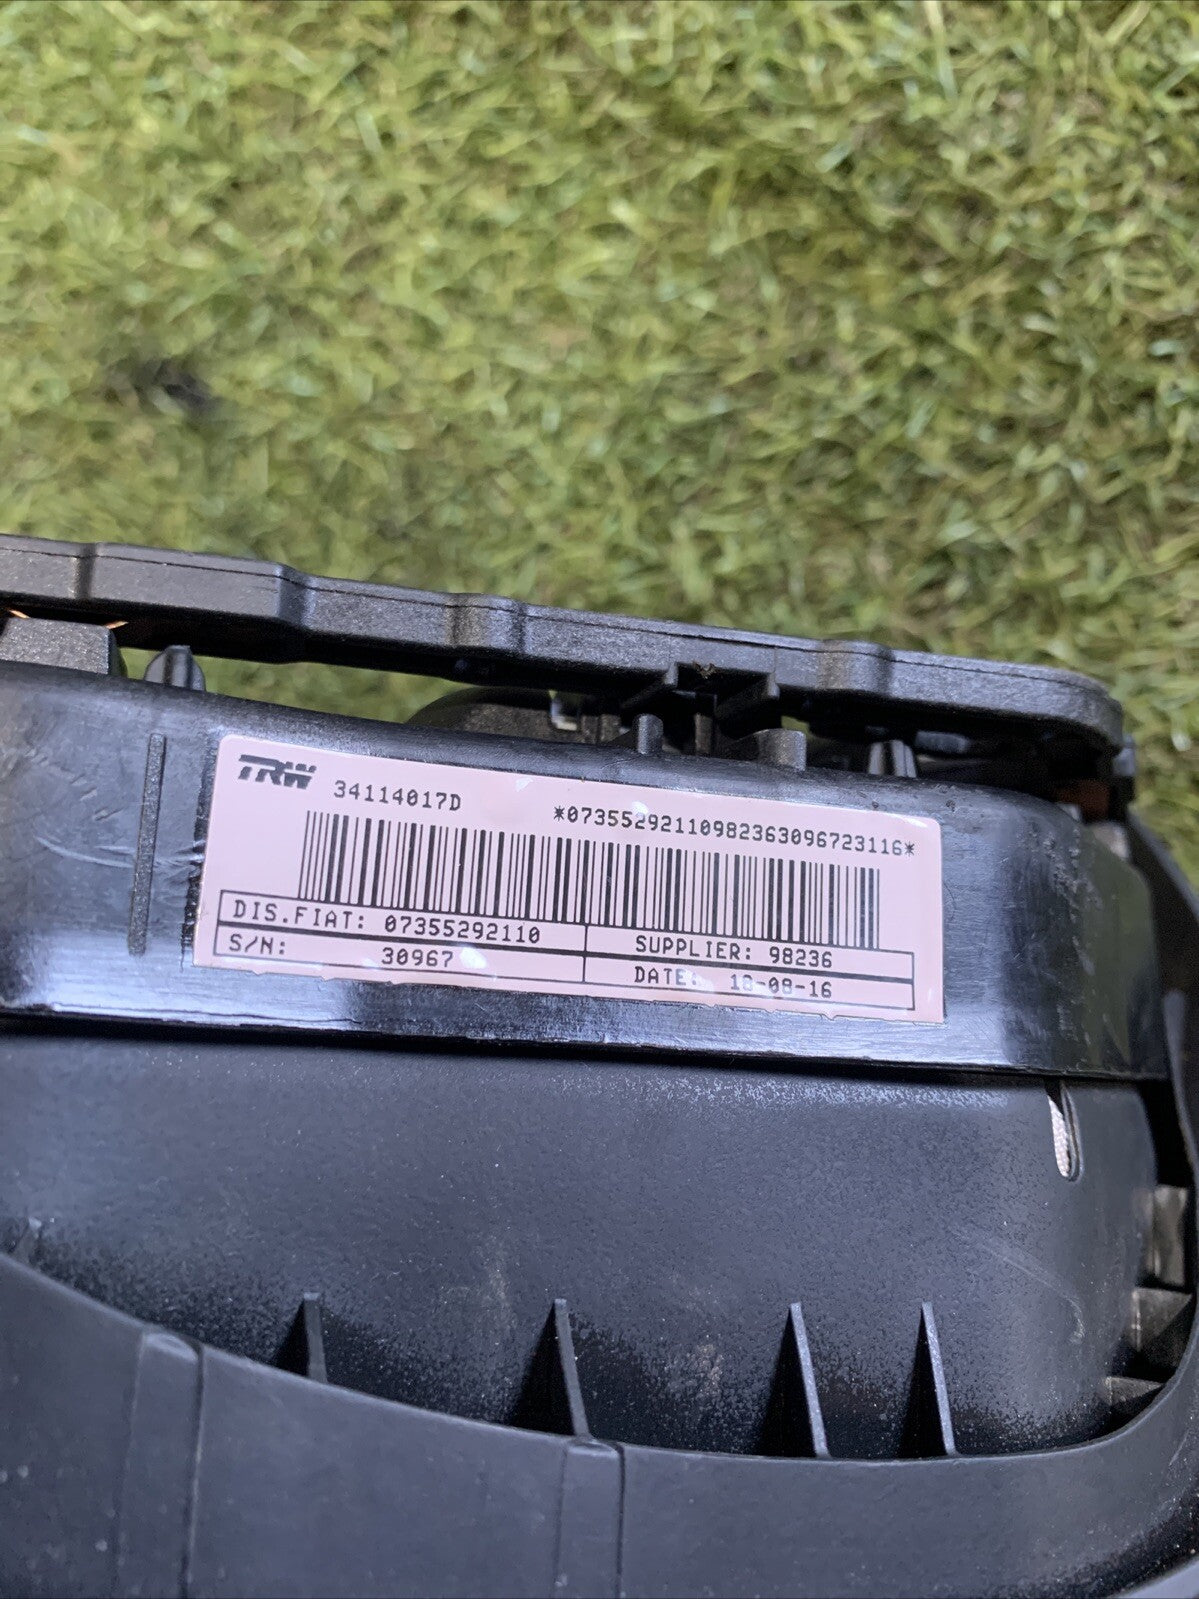 TRW 34114017D *07355292110982363096723116*
DIS.FIAT: 07355292110 SUPPLIER: 98236
S/N: 30967 DATE: 18-08-16